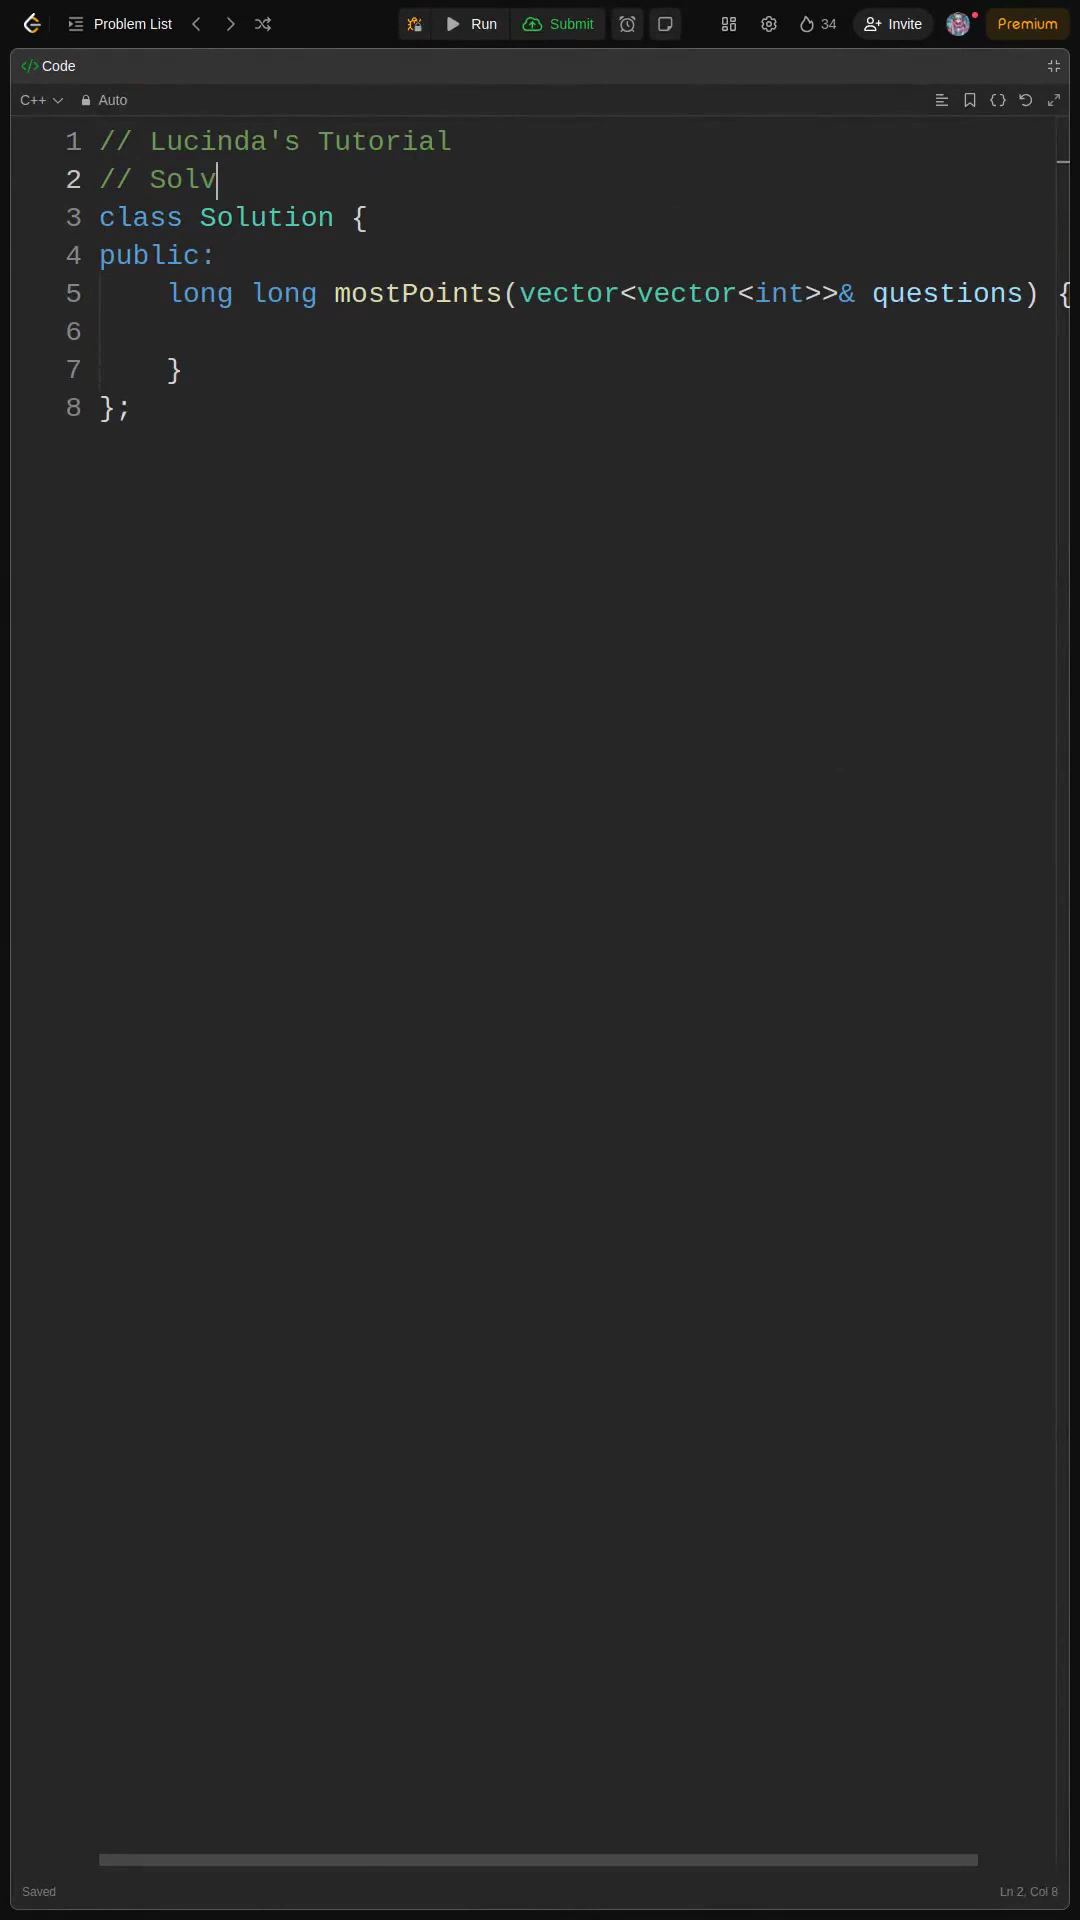 Problem List
Run
Submit
34
Invite
Premium
</> Code
C++
Auto
1 // Lucinda's Tutorial
2 // Solv
3 class Solution {
4 public:
5 long long mostPoints(vector<vector<int>>& questions) {
6
7 }
8 };
Saved
Ln 2, Col 8